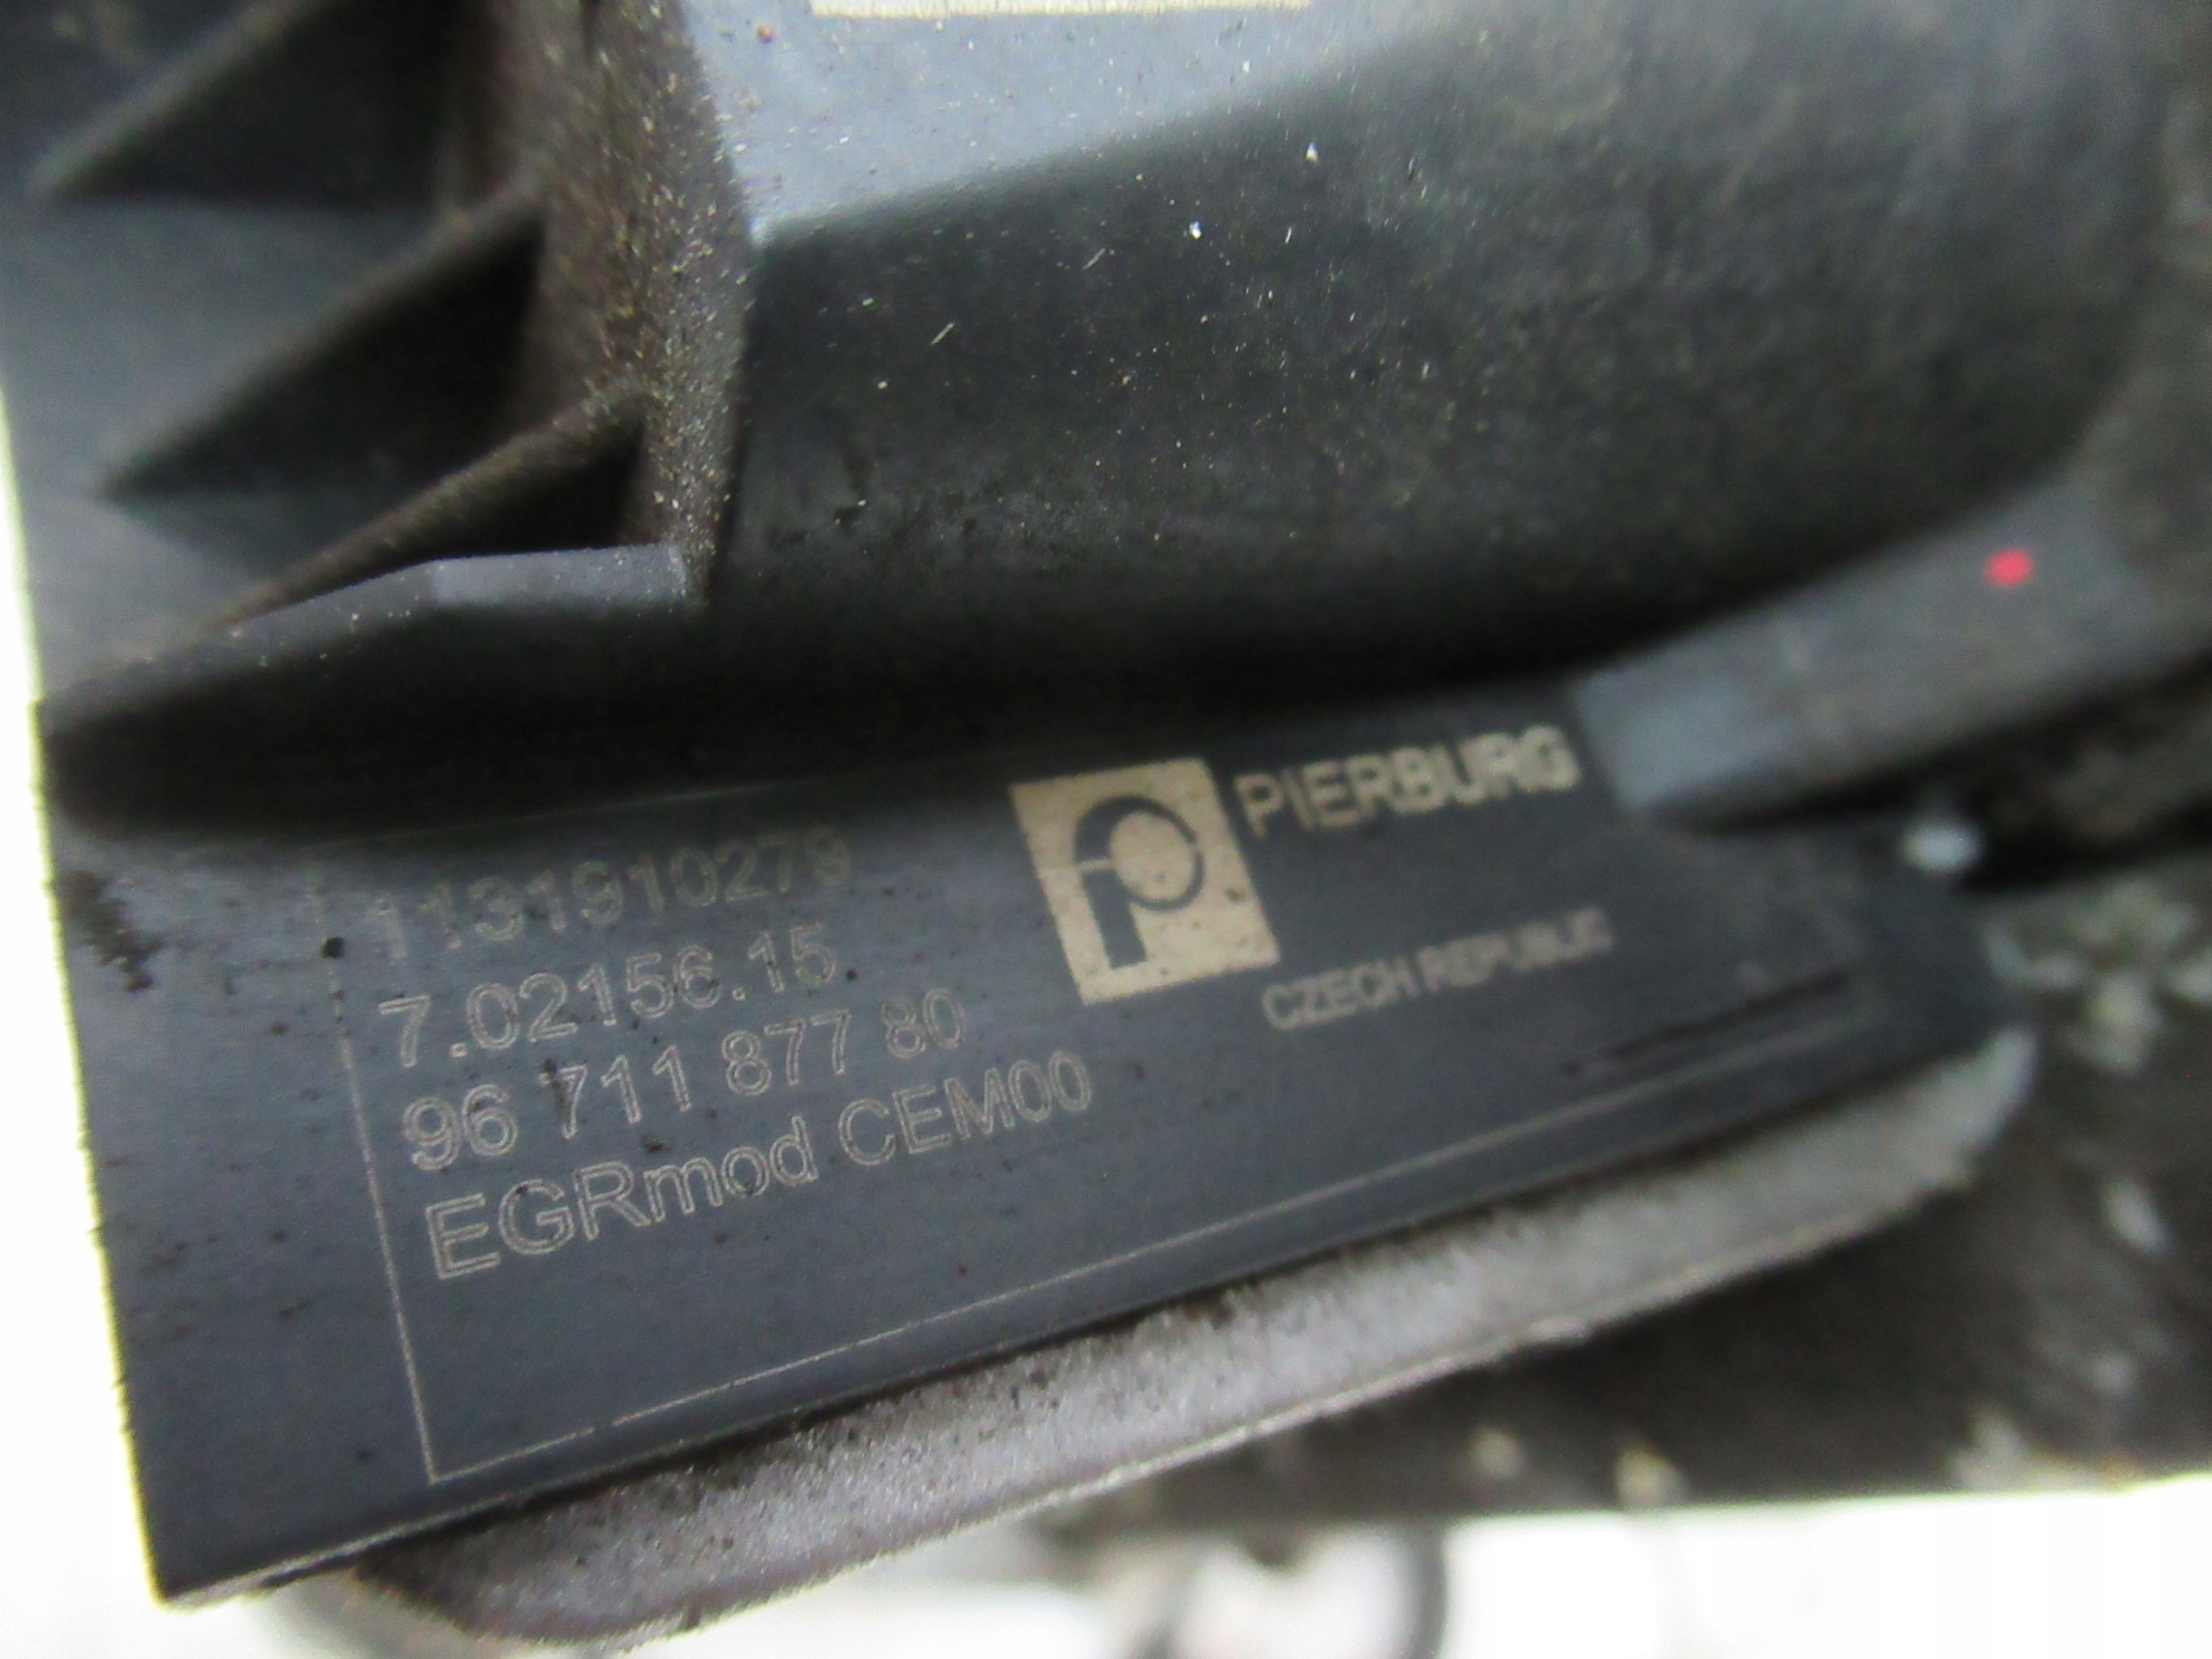 PIERBURG
CZECH REPUBLIC
1131910279
7.02156.15
96 711 877 80
EGRmod CEM00